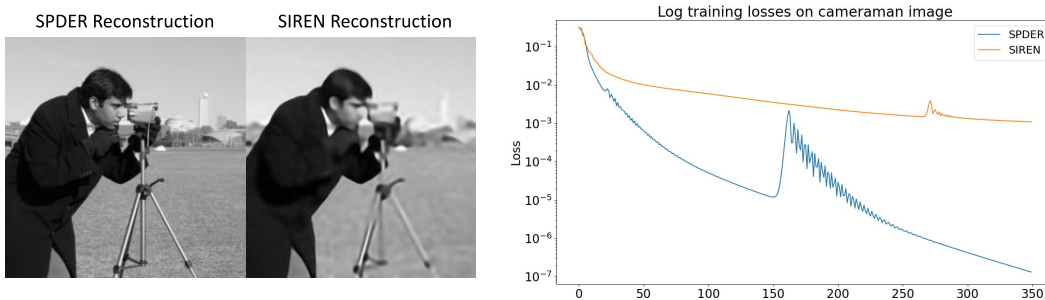 SPDER Reconstruction
SIREN Reconstruction
Log training losses on cameraman image
SPDER
SIREN
Loss
10⁻¹
10⁻²
10⁻³
10⁻⁴
10⁻⁵
10⁻⁶
10⁻⁷
0 50 100 150 200 250 300 350